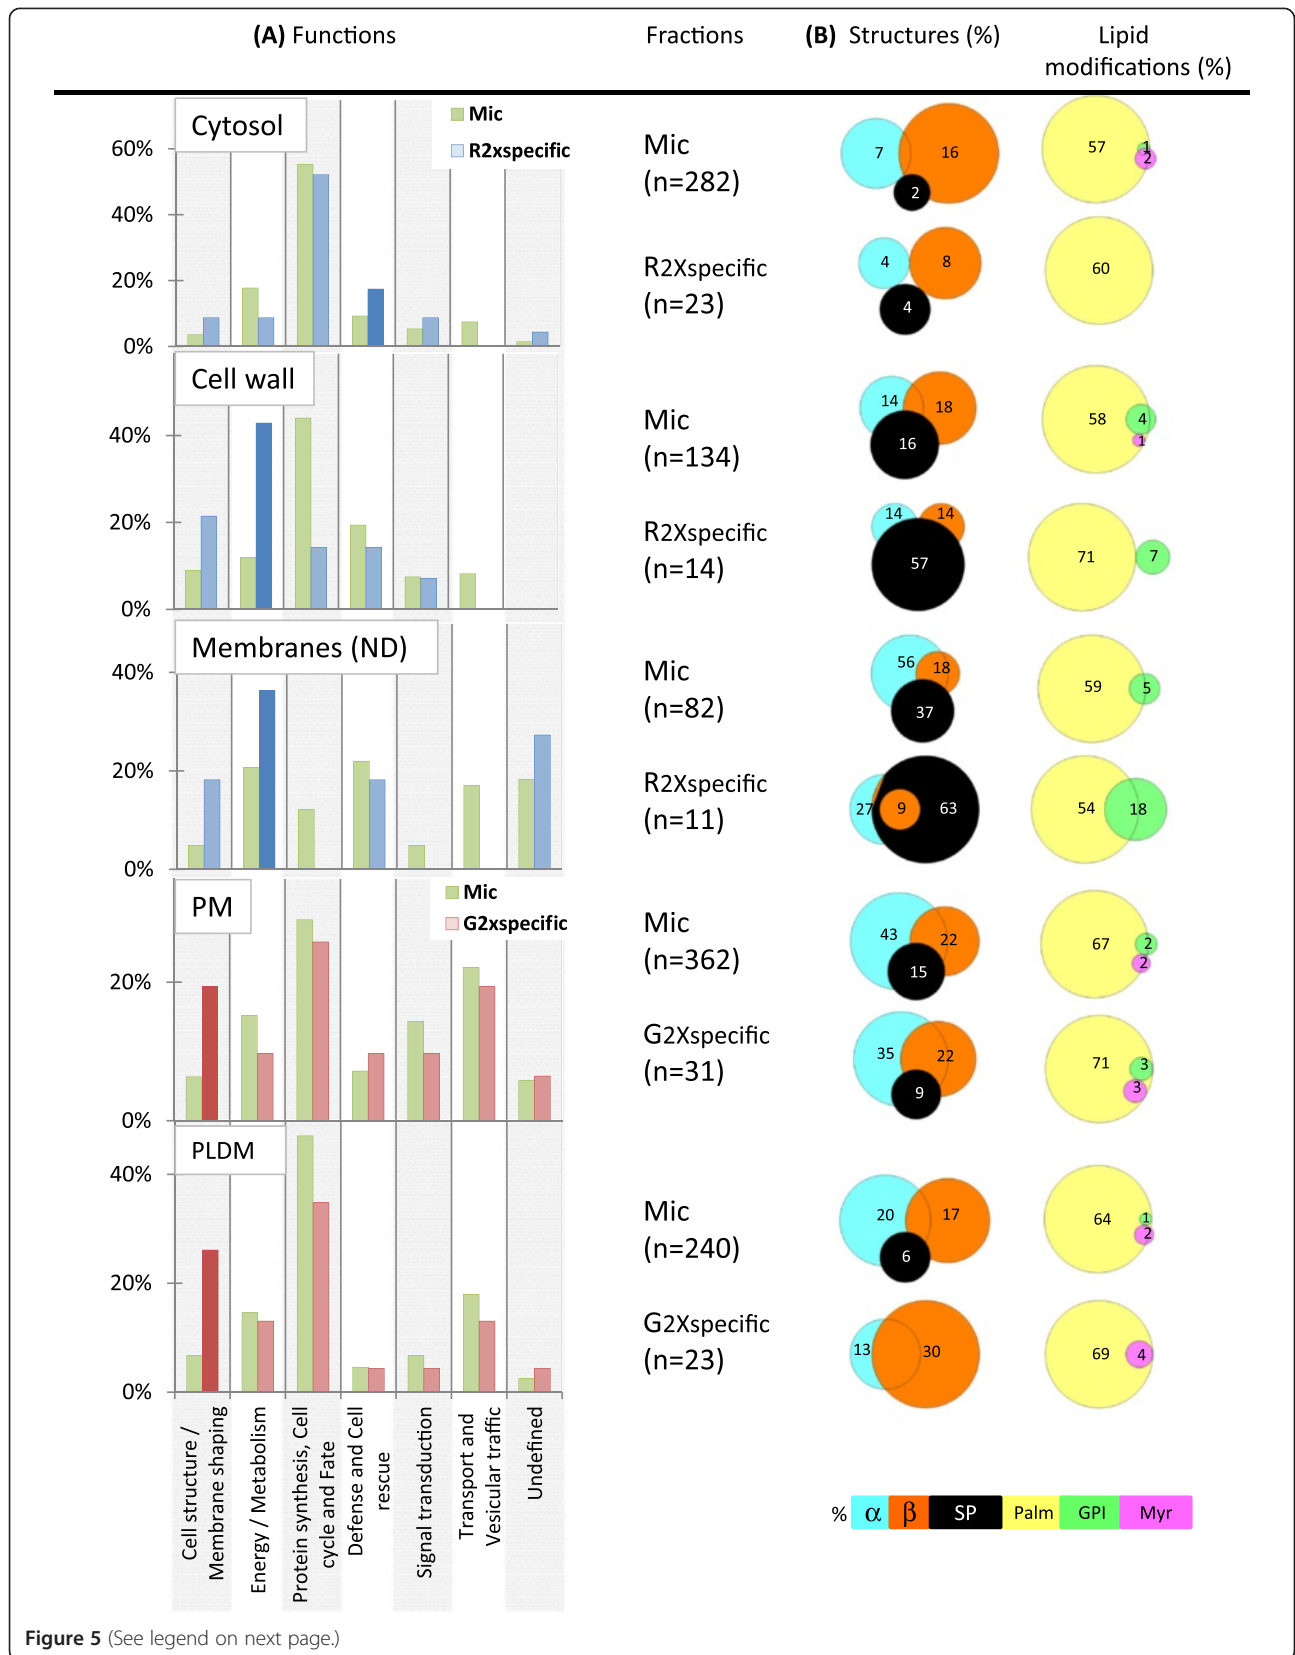 (A) Functions
Fractions
(B) Structures (%)
Lipid
modifications (%)
Cytosol
Mic
R2xspecific
60%
40%
20%
0%
Mic
(n=282)
7
16
2
57
1
2
R2Xspecific
(n=23)
4
8
4
60
Cell wall
40%
20%
0%
Mic
(n=134)
14
18
16
58
4
1
R2Xspecific
(n=14)
14
14
57
71
7
Membranes (ND)
40%
20%
0%
Mic
(n=82)
56
18
37
59
5
R2Xspecific
(n=11)
27
9
63
54
18
PM
Mic
G2xspecific
20%
0%
Mic
(n=362)
43
22
15
67
2
2
G2Xspecific
(n=31)
35
22
9
71
3
3
PLDM
40%
20%
0%
Mic
(n=240)
20
17
6
64
1
2
G2Xspecific
(n=23)
13
30
69
4
Cell structure /
Membrane shaping
Energy / Metabolism
Protein synthesis, Cell
cycle and Fate
Defense and Cell
rescue
Signal transduction
Transport and
Vesicular traffic
Undefined
% α β SP Palm GPI Myr
Figure 5 (See legend on next page.)